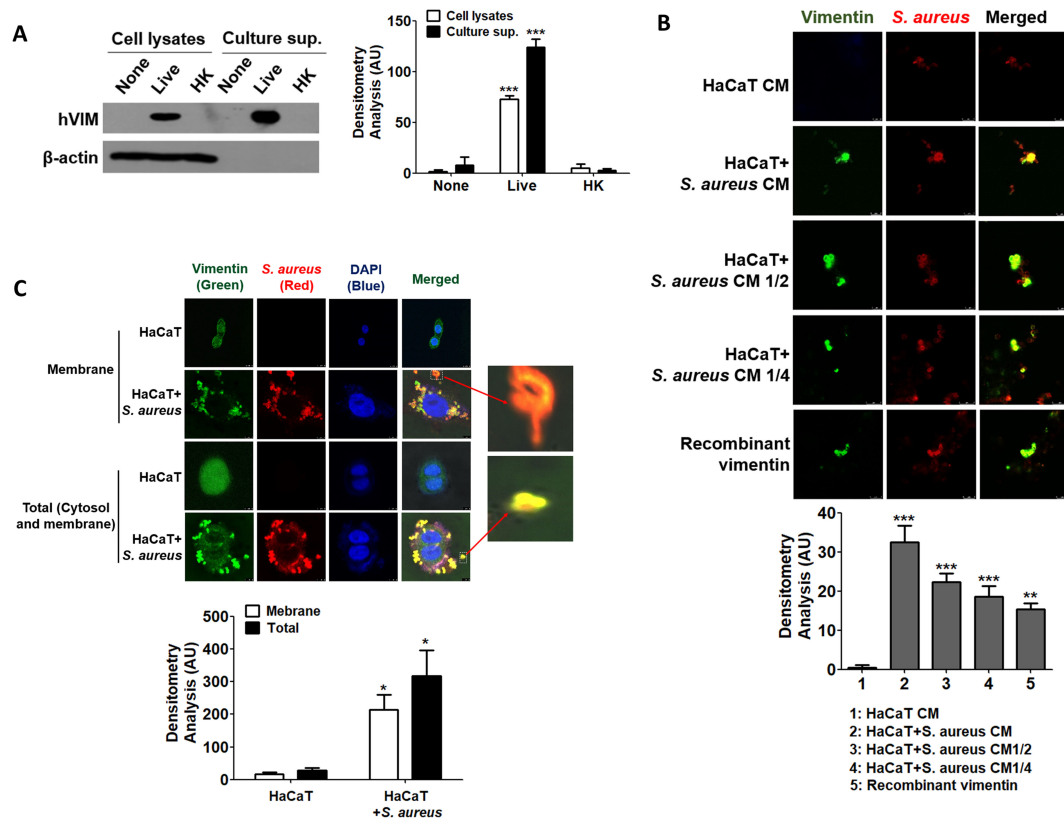 A
Cell lysates Culture sup.
None Live HK None Live HK
hVIM
β-actin
Densitometry
Analysis (AU)
Cell lysates
Culture sup.
150
100
50
0
***
***
None Live HK
B
Vimentin S. aureus Merged
HaCaT CM
HaCaT+
S. aureus CM
HaCaT+
S. aureus CM 1/2
HaCaT+
S. aureus CM 1/4
Recombinant
vimentin
Densitometry
Analysis (AU)
40
30
20
10
0
***
***
***
**
1 2 3 4 5
1: HaCaT CM
2: HaCaT+S. aureus CM
3: HaCaT+S. aureus CM1/2
4: HaCaT+S. aureus CM1/4
5: Recombinant vimentin
C
Vimentin S. aureus DAPI Merged
(Green) (Red) (Blue)
Membrane
HaCaT
HaCaT+
S. aureus
Total (Cytosol
and membrane)
HaCaT
HaCaT+
S. aureus
Densitometry
Analysis (AU)
Mebrane
Total
500
400
300
200
100
0
*
*
HaCaT HaCaT
+S. aureus